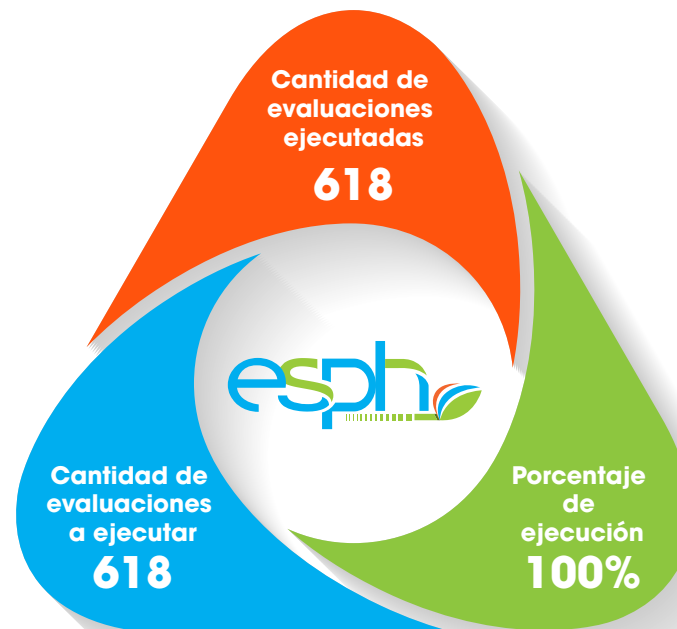 Cantidad de
evaluaciones
ejecutadas
618
esph
Cantidad de
evaluaciones
a ejecutar
618
Porcentaje
de
ejecución
100%